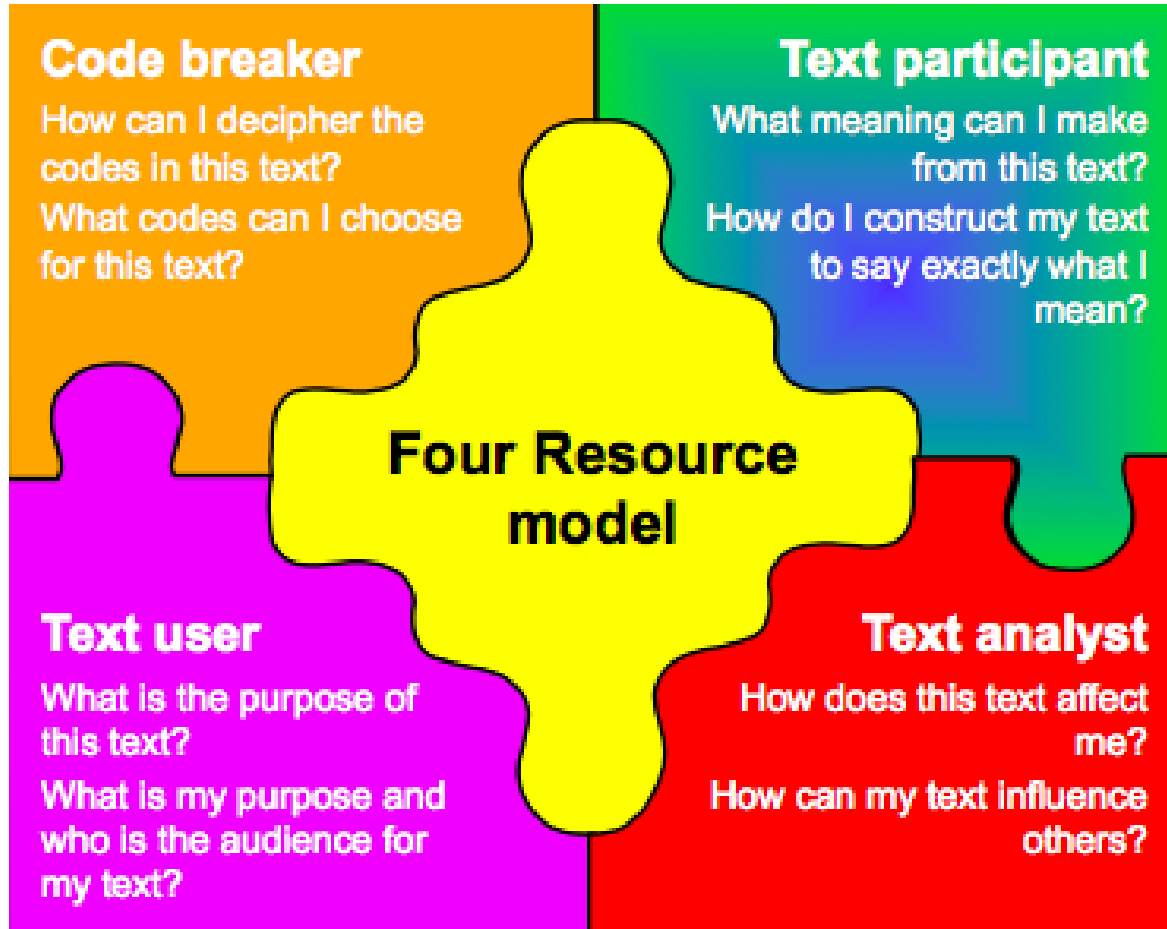 Code breaker
How can I decipher the
codes in this text?
What codes can I choose
for this text?
Text participant
What meaning can I make
from this text?
How do I construct my text
to say exactly what I
mean?
Four Resource
model
Text user
What is the purpose of
this text?
What is my purpose and
who is the audience for
my text?
Text analyst
How does this text affect
me?
How can my text influence
others?